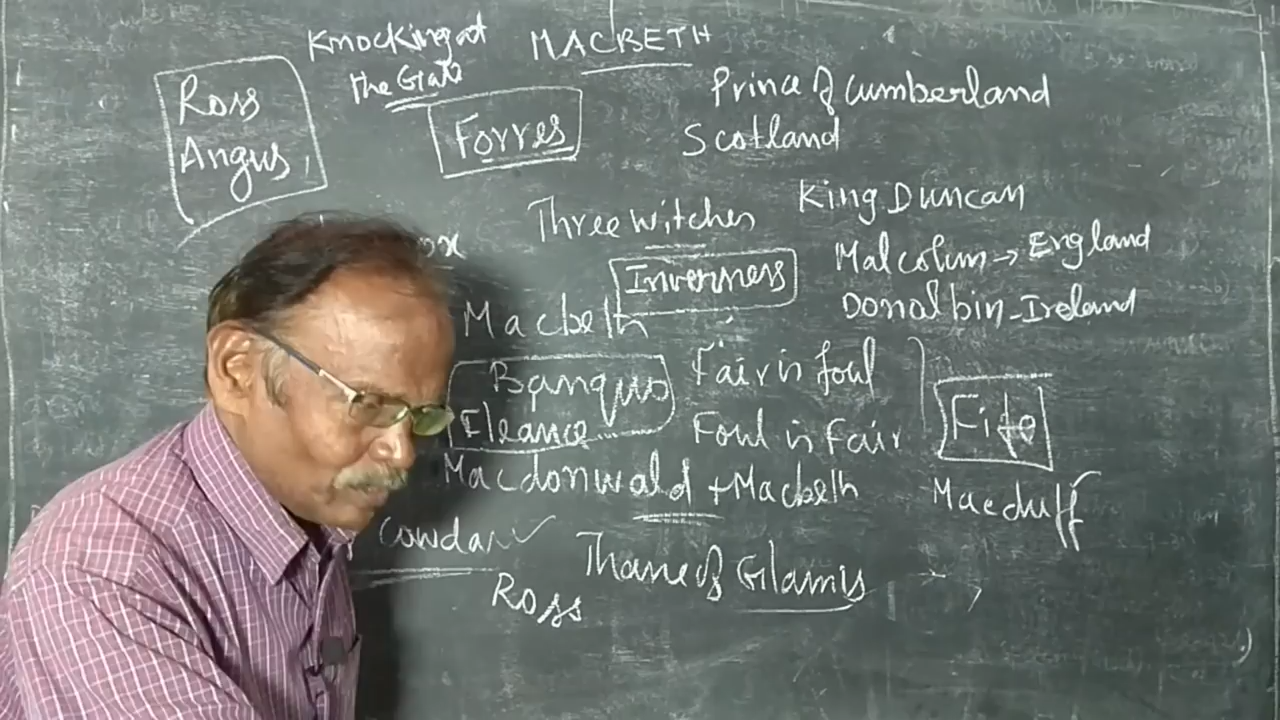 Knocking at
the Gate
MACBETH
Ross
Angus,
Forres
Prince of Cumberland
Scotland
Three witches
King Duncan
ox
Inverness
Malcolum → England
Donalbin - Ireland
Macbeth
Banquo
Fleance
Fair is foul
Foul is Fair
Fife
Macdonwald + Macbeth
Macduff
Cowdar
Thane of Glamis
Ross